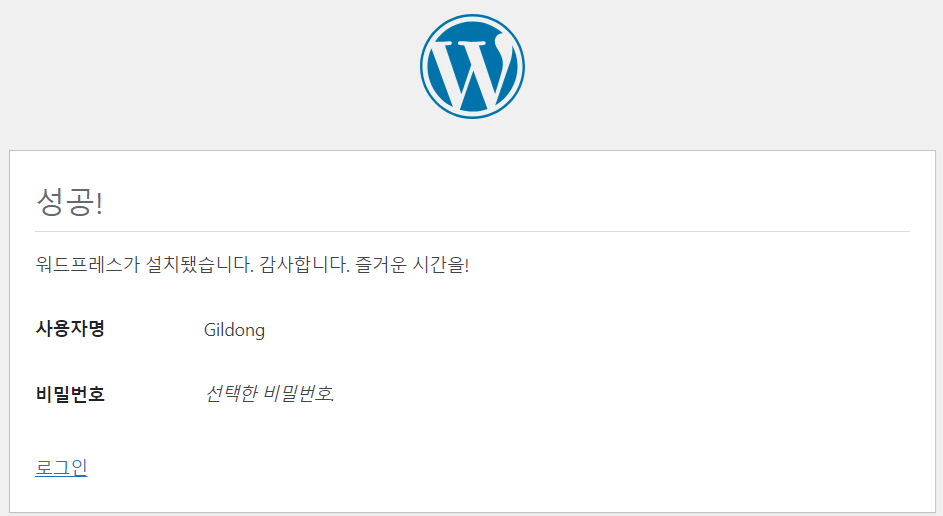 성공!
워드프레스가 설치됐습니다. 감사합니다. 즐거운 시간을!
사용자명 Gildong
비밀번호 선택한 비밀번호.
로그인